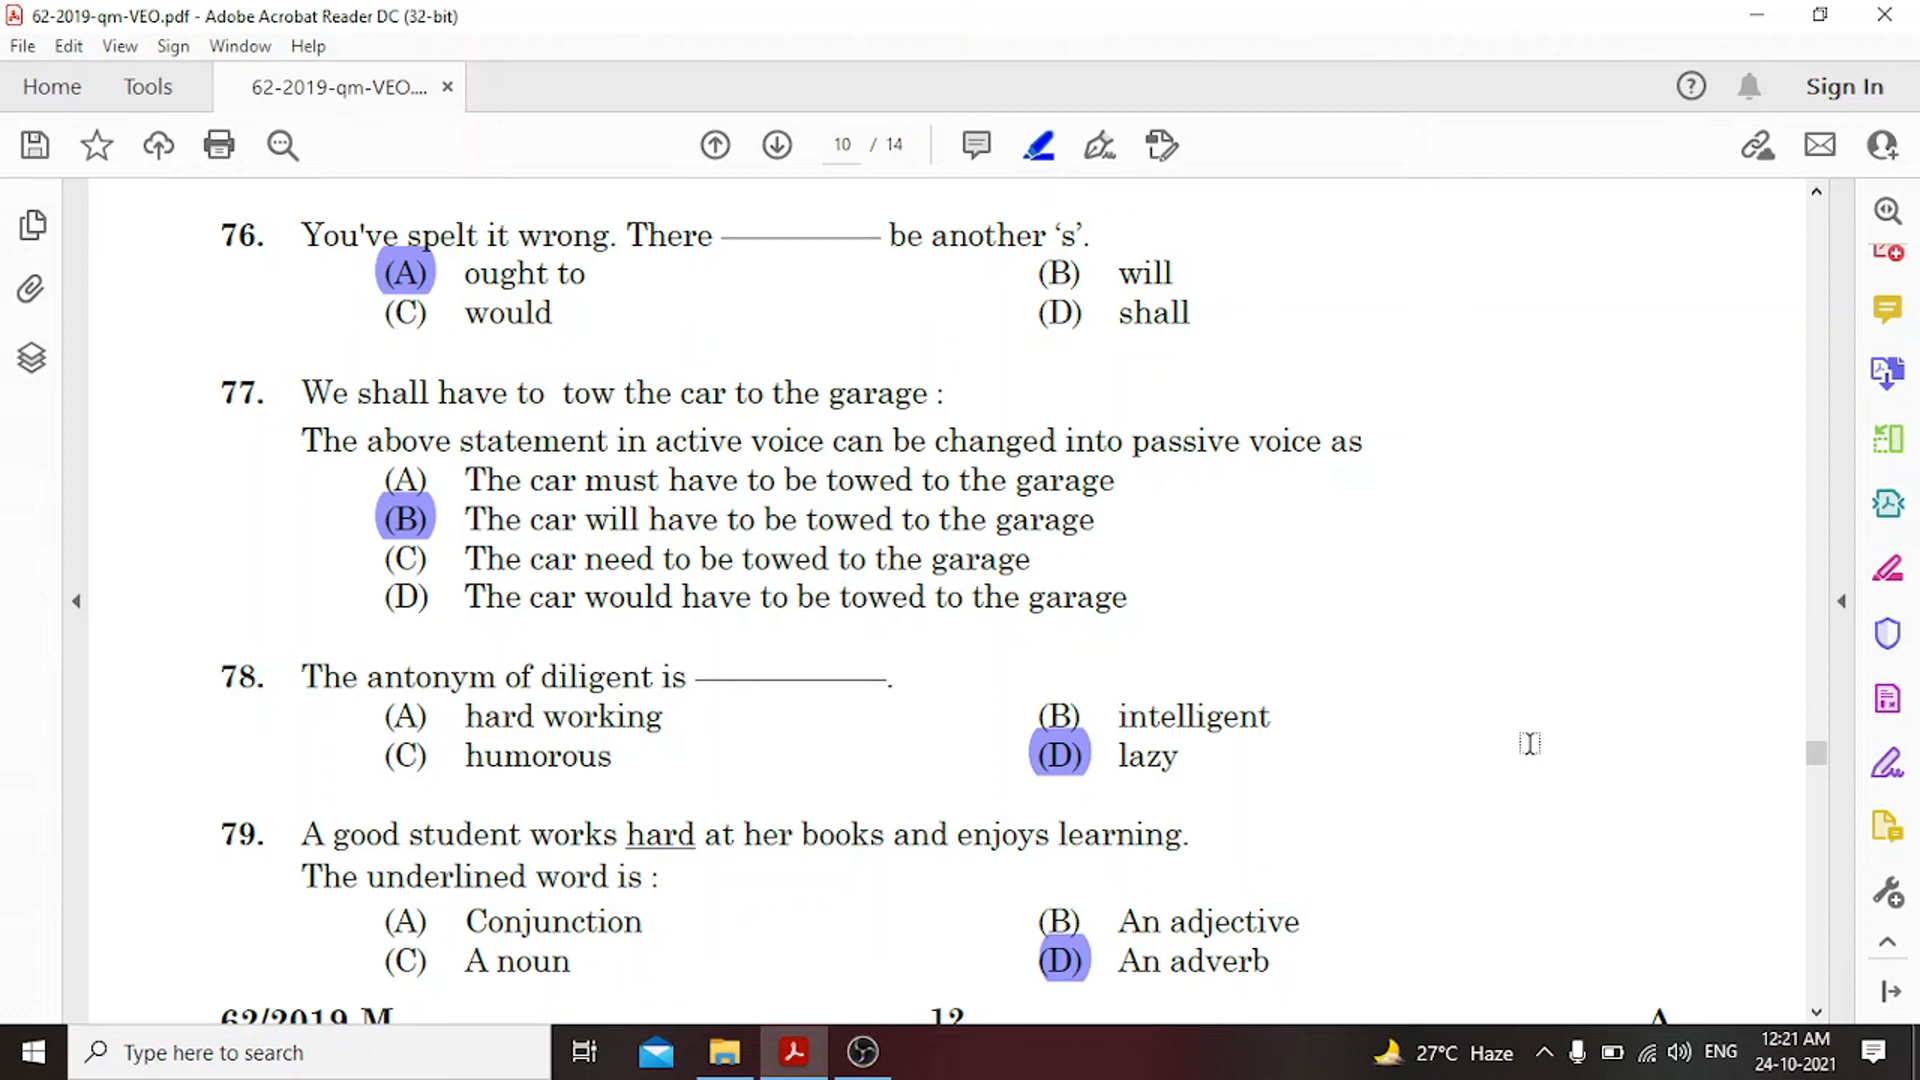 62-2019-qm-VEO.pdf - Adobe Acrobat Reader DC (32-bit)
File Edit View Sign Window Help
Home Tools 62-2019-qm-VEO.... × Sign In
10 / 14
76. You've spelt it wrong. There ———— be another ‘s’.
(A) ought to (B) will
(C) would (D) shall
77. We shall have to tow the car to the garage :
The above statement in active voice can be changed into passive voice as
(A) The car must have to be towed to the garage
(B) The car will have to be towed to the garage
(C) The car need to be towed to the garage
(D) The car would have to be towed to the garage
78. The antonym of diligent is ————.
(A) hard working (B) intelligent
(C) humorous (D) lazy
79. A good student works hard at her books and enjoys learning.
The underlined word is :
(A) Conjunction (B) An adjective
(C) A noun (D) An adverb
62/2019 M 12 A
Type here to search 27°C Haze ENG 12:21 AM
24-10-2021